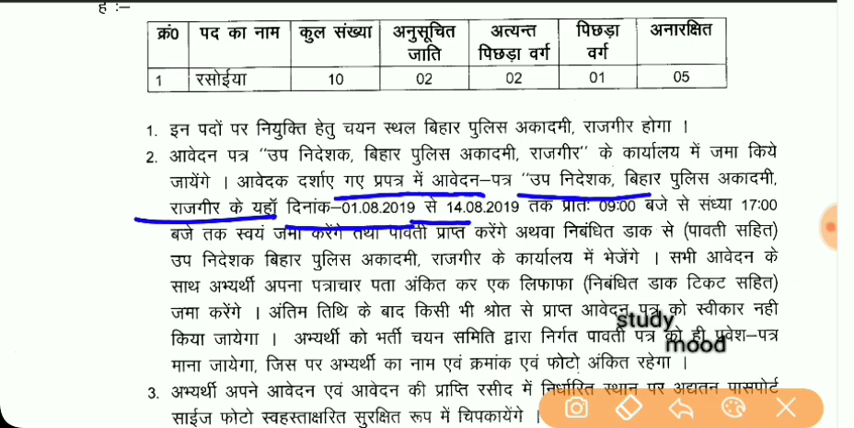 है :–
क्रं0 पद का नाम कुल संख्या अनुसूचित जाति अत्यन्त पिछड़ा वर्ग पिछड़ा वर्ग अनारक्षित
1 रसोईया 10 02 02 01 05
1. इन पदों पर नियुक्ति हेतु चयन स्थल बिहार पुलिस अकादमी, राजगीर होगा ।
2. आवेदन पत्र "उप निदेशक, बिहार पुलिस अकादमी, राजगीर" के कार्यालय में जमा किये
जायेंगे । आवेदक दर्शाए गए प्रपत्र में आवेदन–पत्र "उप निदेशक, बिहार पुलिस अकादमी,
राजगीर के यहाँ दिनांक–01.08.2019 से 14.08.2019 तक प्रातः 09:00 बजे से संध्या 17:00
बजे तक स्वयं जमा करेंगे तथा पावती प्राप्त करेंगे अथवा निबंधित डाक से (पावती सहित)
उप निदेशक बिहार पुलिस अकादमी, राजगीर के कार्यालय में भेजेंगे । सभी आवेदन के
साथ अभ्यर्थी अपना पत्राचार पता अंकित कर एक लिफाफा (निबंधित डाक टिकट सहित)
जमा करेंगे । अंतिम तिथि के बाद किसी भी श्रोत से प्राप्त आवेदन पत्र को स्वीकार नही
किया जायेगा । अभ्यर्थी को भर्ती चयन समिति द्वारा निर्गत पावती पत्र को ही प्रवेश–पत्र
माना जायेगा, जिस पर अभ्यर्थी का नाम एवं क्रमांक एवं फोटो अंकित रहेगा ।
study
mood
3. अभ्यर्थी अपने आवेदन एवं आवेदन की प्राप्ति रसीद में निर्धारित स्थान पर अद्यतन पासपोर्ट
साईज फोटो स्वहस्ताक्षरित सुरक्षित रूप में चिपकायेंगे ।